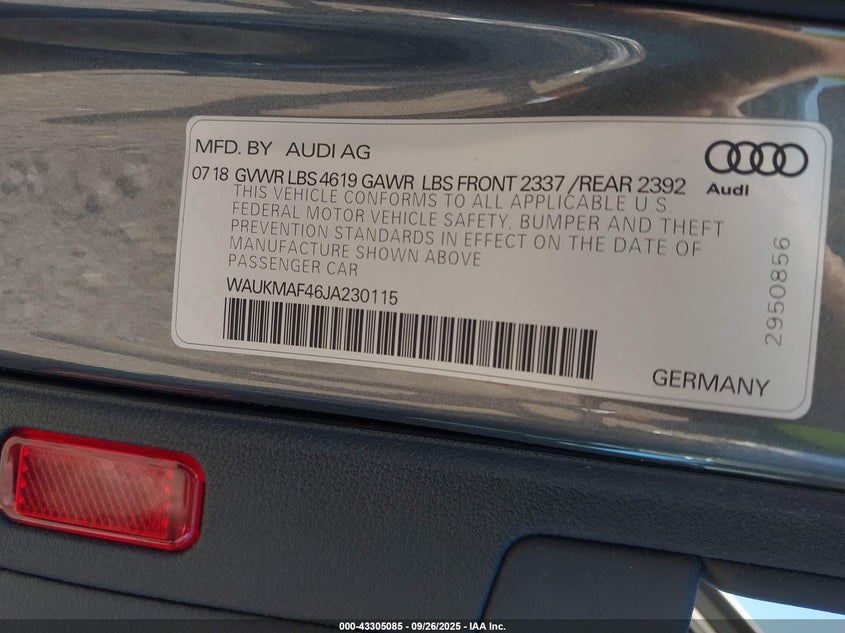 MFD. BY AUDI AG
Audi
07 18 GVWR LBS 4619 GAWR LBS FRONT 2337 / REAR 2392
THIS VEHICLE CONFORMS TO ALL APPLICABLE U.S
FEDERAL MOTOR VEHICLE SAFETY, BUMPER AND THEFT
PREVENTION STANDARDS IN EFFECT ON THE DATE OF
MANUFACTURE SHOWN ABOVE
PASSENGER CAR
WAUKMAF46JA230115
2950856
GERMANY
000-43305085 - 09/26/2025 - IAA Inc.